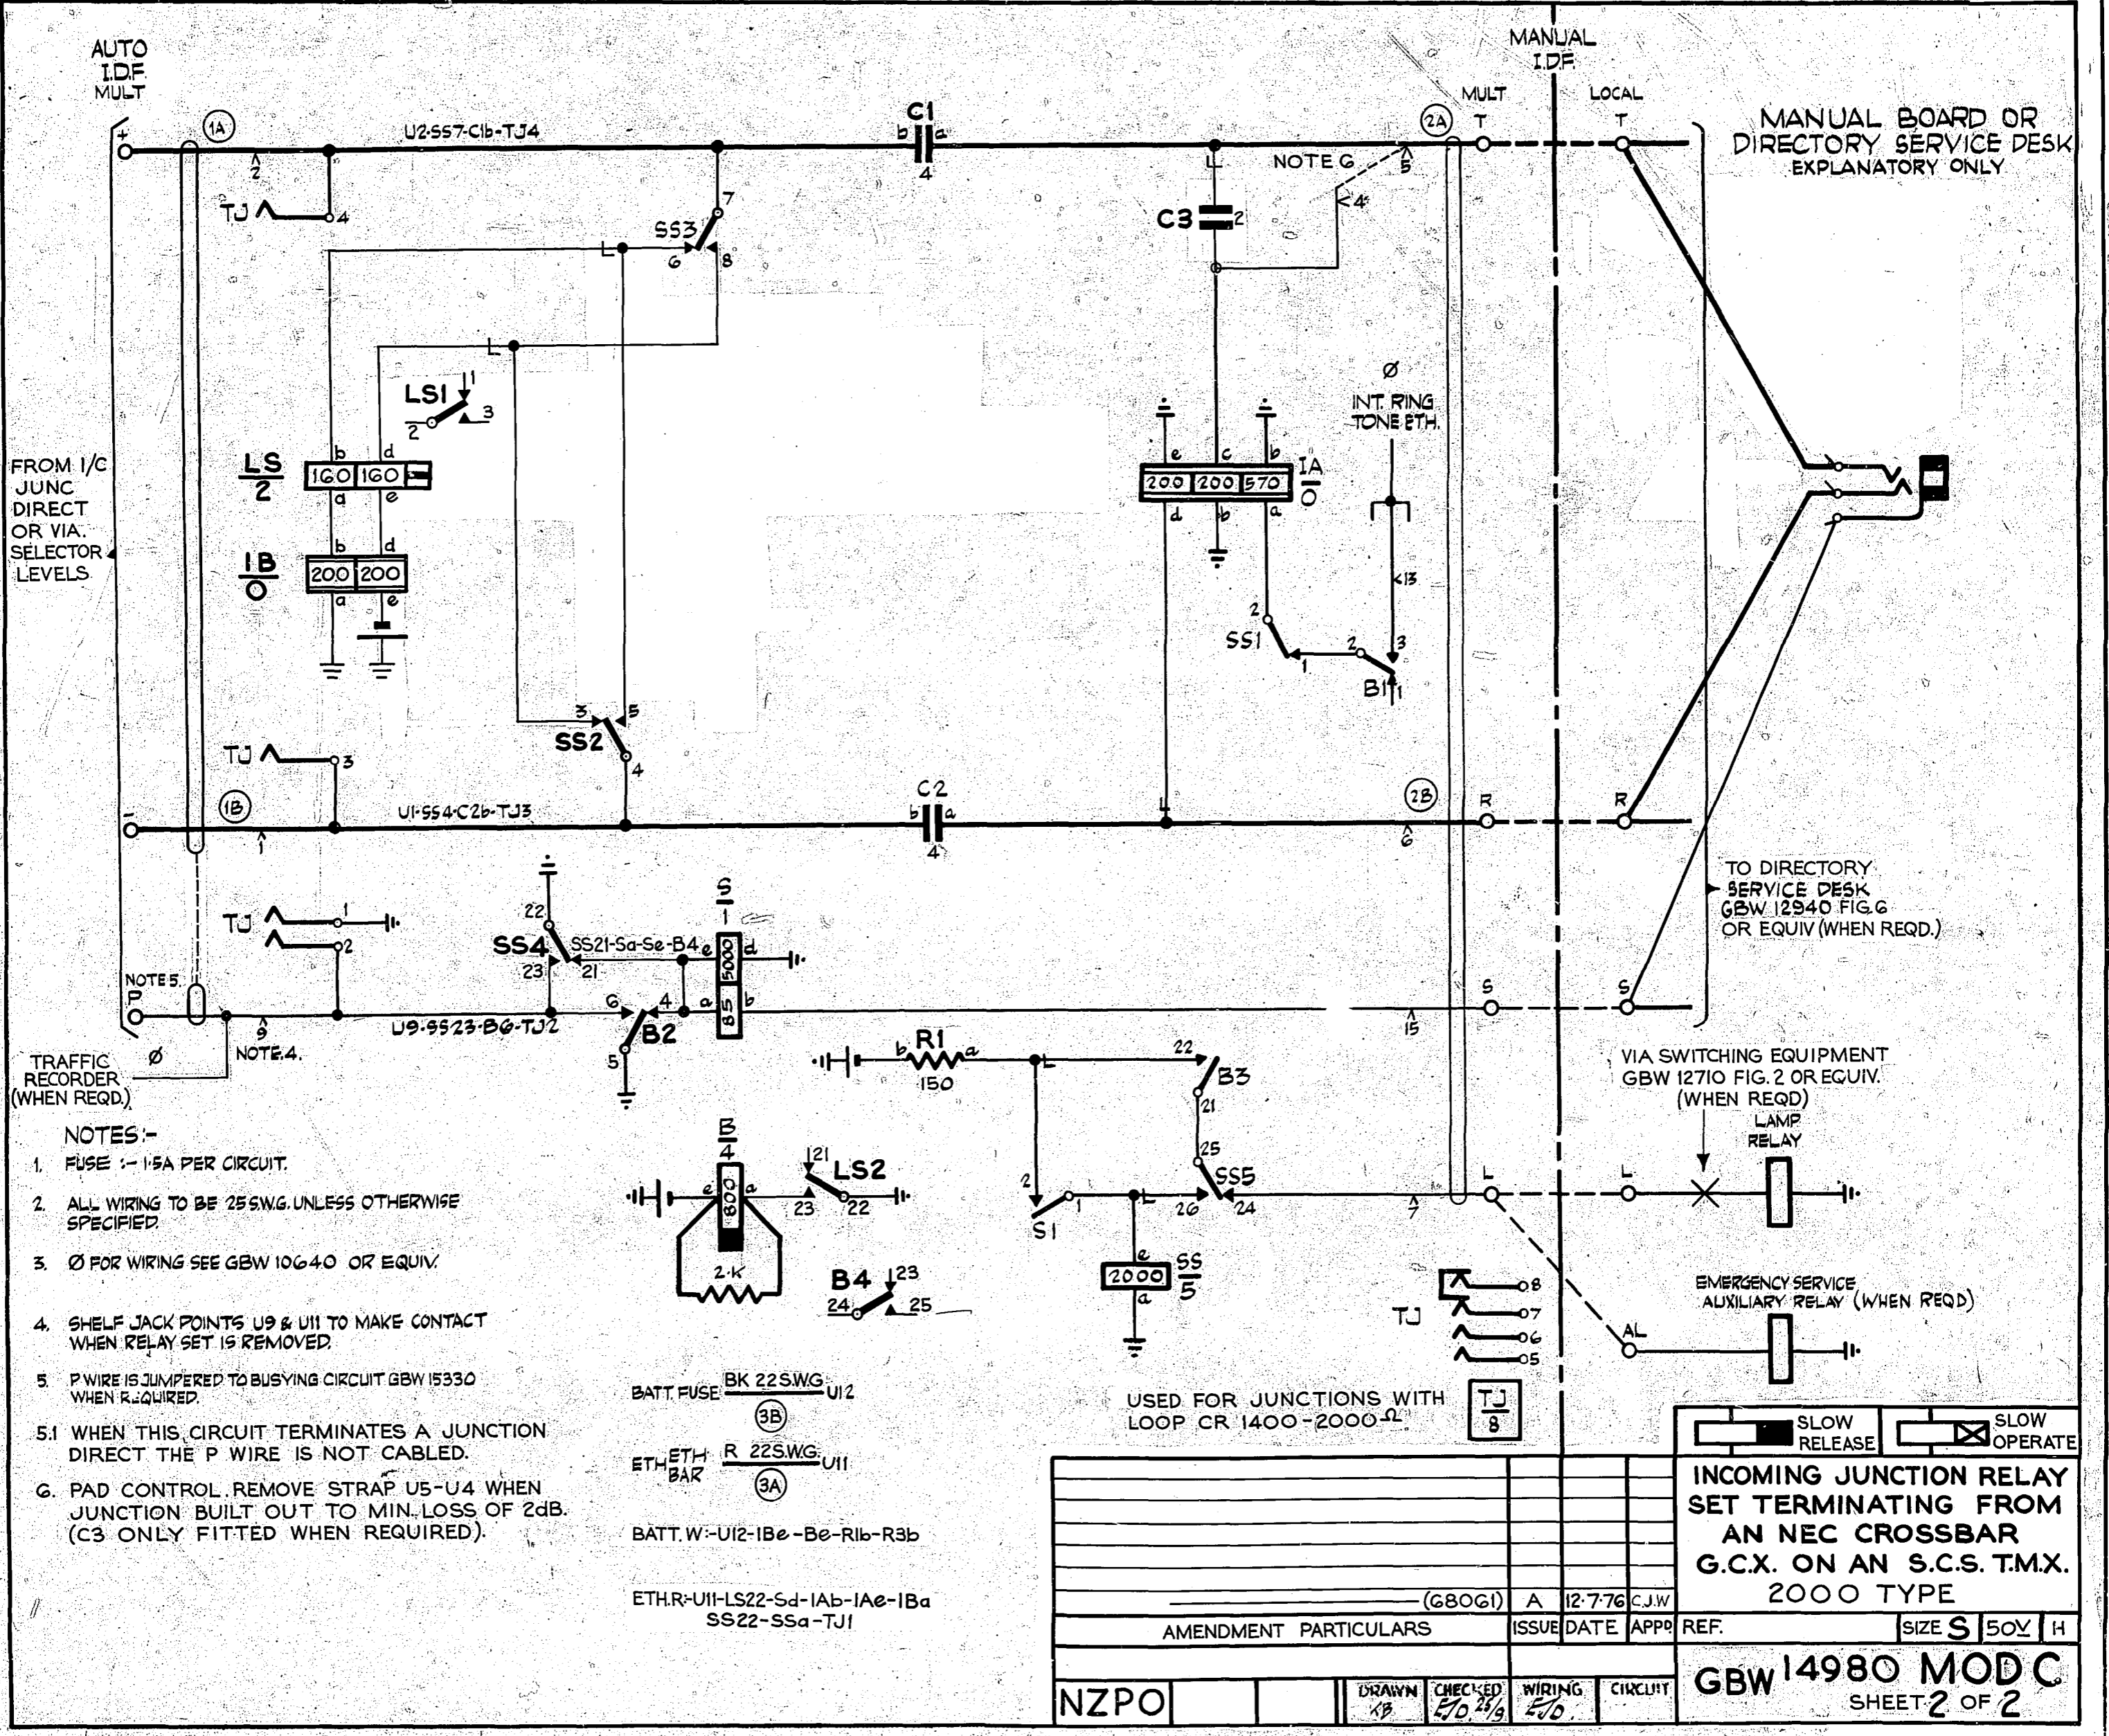 AUTO
I.D.F.
MULT
MANUAL
I.D.F.
MULT
LOCAL
T
T
MANUAL BOARD OR
DIRECTORY SERVICE DESK
EXPLANATORY ONLY
+
1A
2
U2-SS7-C1b-TJ4
C1
b
a
4
2A
NOTE 6
5
4
TJ
4
7
SS3
6
8
L
L
C3
2
L
LS1
1
2
3
Ø
INT. RING
TONE ETH.
FROM I/C
JUNC
DIRECT
OR VIA.
SELECTOR
LEVELS
LS
2
b
d
160
160
a
e
1B
0
b
d
200
200
a
e
e
c
b
200
200
570
d
b
a
IA
0
13
2
SS1
1
2
3
B1
1
3
5
SS2
4
TJ
3
1B
1
U1-SS4-C2b-TJ3
C2
b
a
4
L
2B
6
R
R
TO DIRECTORY
SERVICE DESK
GBW 12940 FIG.6
OR EQUIV (WHEN REQD.)
TJ
1
2
22
SS4
23
21
SS21-Sa-Se-B4
S
1
e
5000
d
a
85
b
NOTE 5.
P
9
NOTE.4.
U9-SS23-B6-TJ2
6
4
B2
5
15
S
S
TRAFFIC
RECORDER
(WHEN REQD.)
Ø
b
R1
a
150
L
22
B3
21
25
SS5
26
24
2
S1
1
L
7
L
L
VIA SWITCHING EQUIPMENT
GBW 12710 FIG. 2 OR EQUIV.
(WHEN REQD)
LAMP
RELAY
B
4
e
800
a
2·K
21
LS2
23
22
B4
23
24
25
e
2000
a
SS
5
TJ
8
7
6
5
AL
EMERGENCY SERVICE
AUXILIARY RELAY (WHEN REQD)
NOTES:-
1. FUSE :- 1·5A PER CIRCUIT.
2. ALL WIRING TO BE 25 S.W.G. UNLESS OTHERWISE
SPECIFIED.
3. Ø FOR WIRING SEE GBW 10640 OR EQUIV.
4. SHELF JACK POINTS U9 & U11 TO MAKE CONTACT
WHEN RELAY SET IS REMOVED.
5. P WIRE IS JUMPERED TO BUSYING CIRCUIT GBW 15330
WHEN REQUIRED.
5.1 WHEN THIS CIRCUIT TERMINATES A JUNCTION
DIRECT THE P WIRE IS NOT CABLED.
6. PAD CONTROL. REMOVE STRAP U5-U4 WHEN
JUNCTION BUILT OUT TO MIN. LOSS OF 2dB.
(C3 ONLY FITTED WHEN REQUIRED).
BATT. FUSE BK 22 S.W.G. U12
3B
ETH ETH BAR R 22S.W.G. U11
3A
BATT. W:-U12-1Be-Be-R1b-R3b
ETH.R:-U11-LS22-Sd-IAb-IAe-IBa
SS22-SSa-TJ1
USED FOR JUNCTIONS WITH
LOOP CR 1400-2000 Ω
TJ
8
SLOW
RELEASE
SLOW
OPERATE
INCOMING JUNCTION RELAY
SET TERMINATING FROM
AN NEC CROSSBAR
G.C.X. ON AN S.C.S. T.M.X.
2000 TYPE
(68061) A 12·7·76 C.J.W
AMENDMENT PARTICULARS ISSUE DATE APPD
REF. SIZE S 50V H
GBW 14980 MOD C
SHEET 2 OF 2
NZPO
DRAWN
CHECKED
WIRING
CIRCUIT
KB
EJD 25/9
EJD.